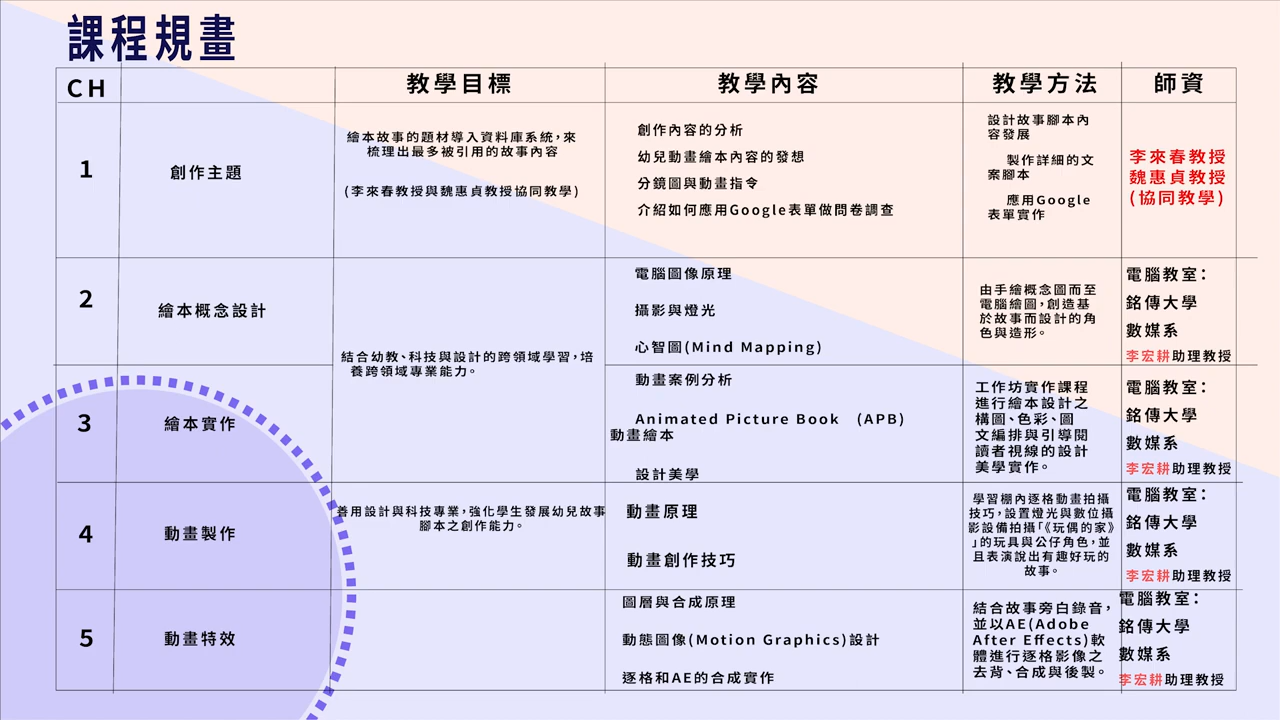 課程規畫
CH
教學目標
教學內容
教學方法
師資
1
創作主題
繪本故事的題材導入資料庫系統，來
梳理出最多被引用的故事內容
(李來春教授與魏惠貞教授協同教學)
創作內容的分析
幼兒動畫繪本內容的發想
分鏡圖與動畫指令
介紹如何應用Google表單做問卷調查
設計故事腳本內
容發展
製作詳細的文
案腳本
應用Google
表單實作
李來春教授
魏惠貞教授
(協同教學)
2
繪本概念設計
結合幼教、科技與設計的跨領域學習，培
養跨領域專業能力。
電腦圖像原理
攝影與燈光
心智圖(Mind Mapping)
由手繪概念圖而至
電腦繪圖，創造基
於故事而設計的角
色與造形。
電腦教室：
銘傳大學
數媒系
李宏耕助理教授
3
繪本實作
動畫案例分析
Animated Picture Book (APB)
動畫繪本
設計美學
工作坊實作課程
進行繪本設計之
構圖、色彩、圖
文編排與引導閱
讀者視線的設計
美學實作。
電腦教室：
銘傳大學
數媒系
李宏耕助理教授
4
動畫製作
善用設計與科技專業，強化學生發展幼兒故事
腳本之創作能力。
動畫原理
動畫創作技巧
學習棚內逐格動畫拍攝
技巧，設置燈光與數位攝
影設備拍攝「《玩偶的家》
」的玩具與公仔角色，並
且表演說出有趣好玩的
故事。
電腦教室：
銘傳大學
數媒系
李宏耕助理教授
5
動畫特效
圖層與合成原理
動態圖像(Motion Graphics)設計
逐格和AE的合成實作
結合故事旁白錄音，
並以AE(Adobe
After Effects)軟
體進行逐格影像之
去背、合成與後製。
電腦教室：
銘傳大學
數媒系
李宏耕助理教授